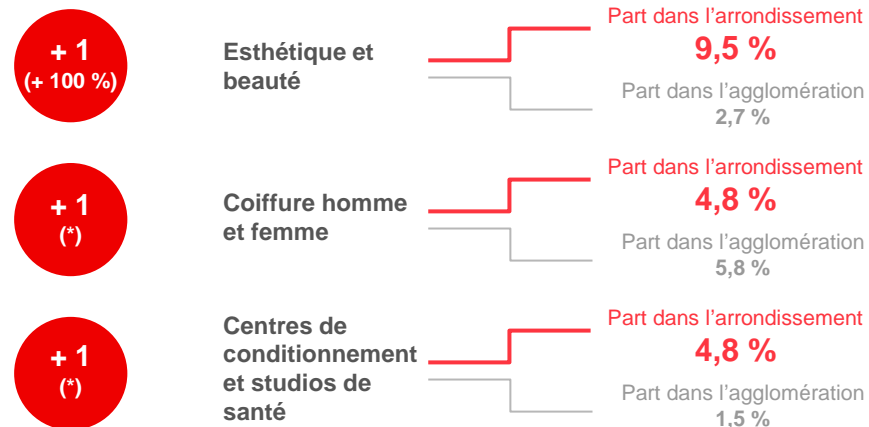 + 1
(+ 100 %)
Esthétique et
beauté
Part dans l'arrondissement
9,5 %
Part dans l'agglomération
2,7 %
+ 1
(*)
Coiffure homme
et femme
Part dans l'arrondissement
4,8 %
Part dans l'agglomération
5,8 %
+ 1
(*)
Centres de
conditionnement
et studios de
santé
Part dans l'arrondissement
4,8 %
Part dans l'agglomération
1,5 %